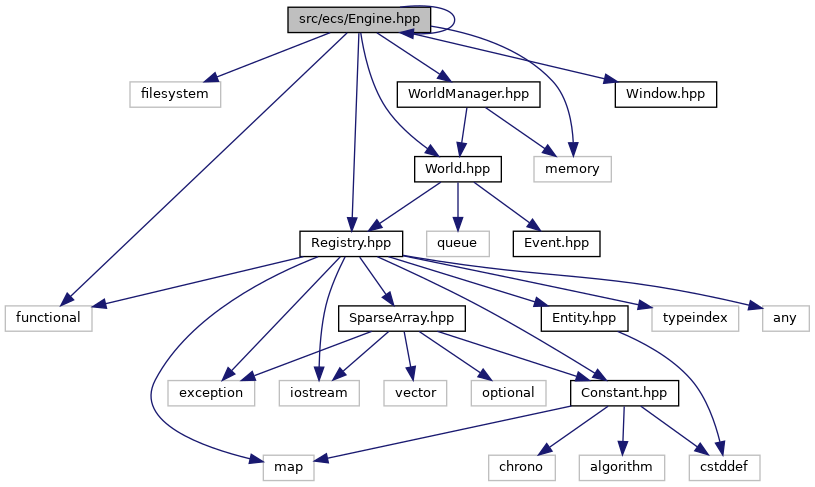 src/ecs/Engine.hpp
filesystem
WorldManager.hpp
Window.hpp
World.hpp
memory
Registry.hpp
queue
Event.hpp
functional
SparseArray.hpp
Entity.hpp
typeindex
any
exception
iostream
vector
optional
Constant.hpp
map
chrono
algorithm
cstddef